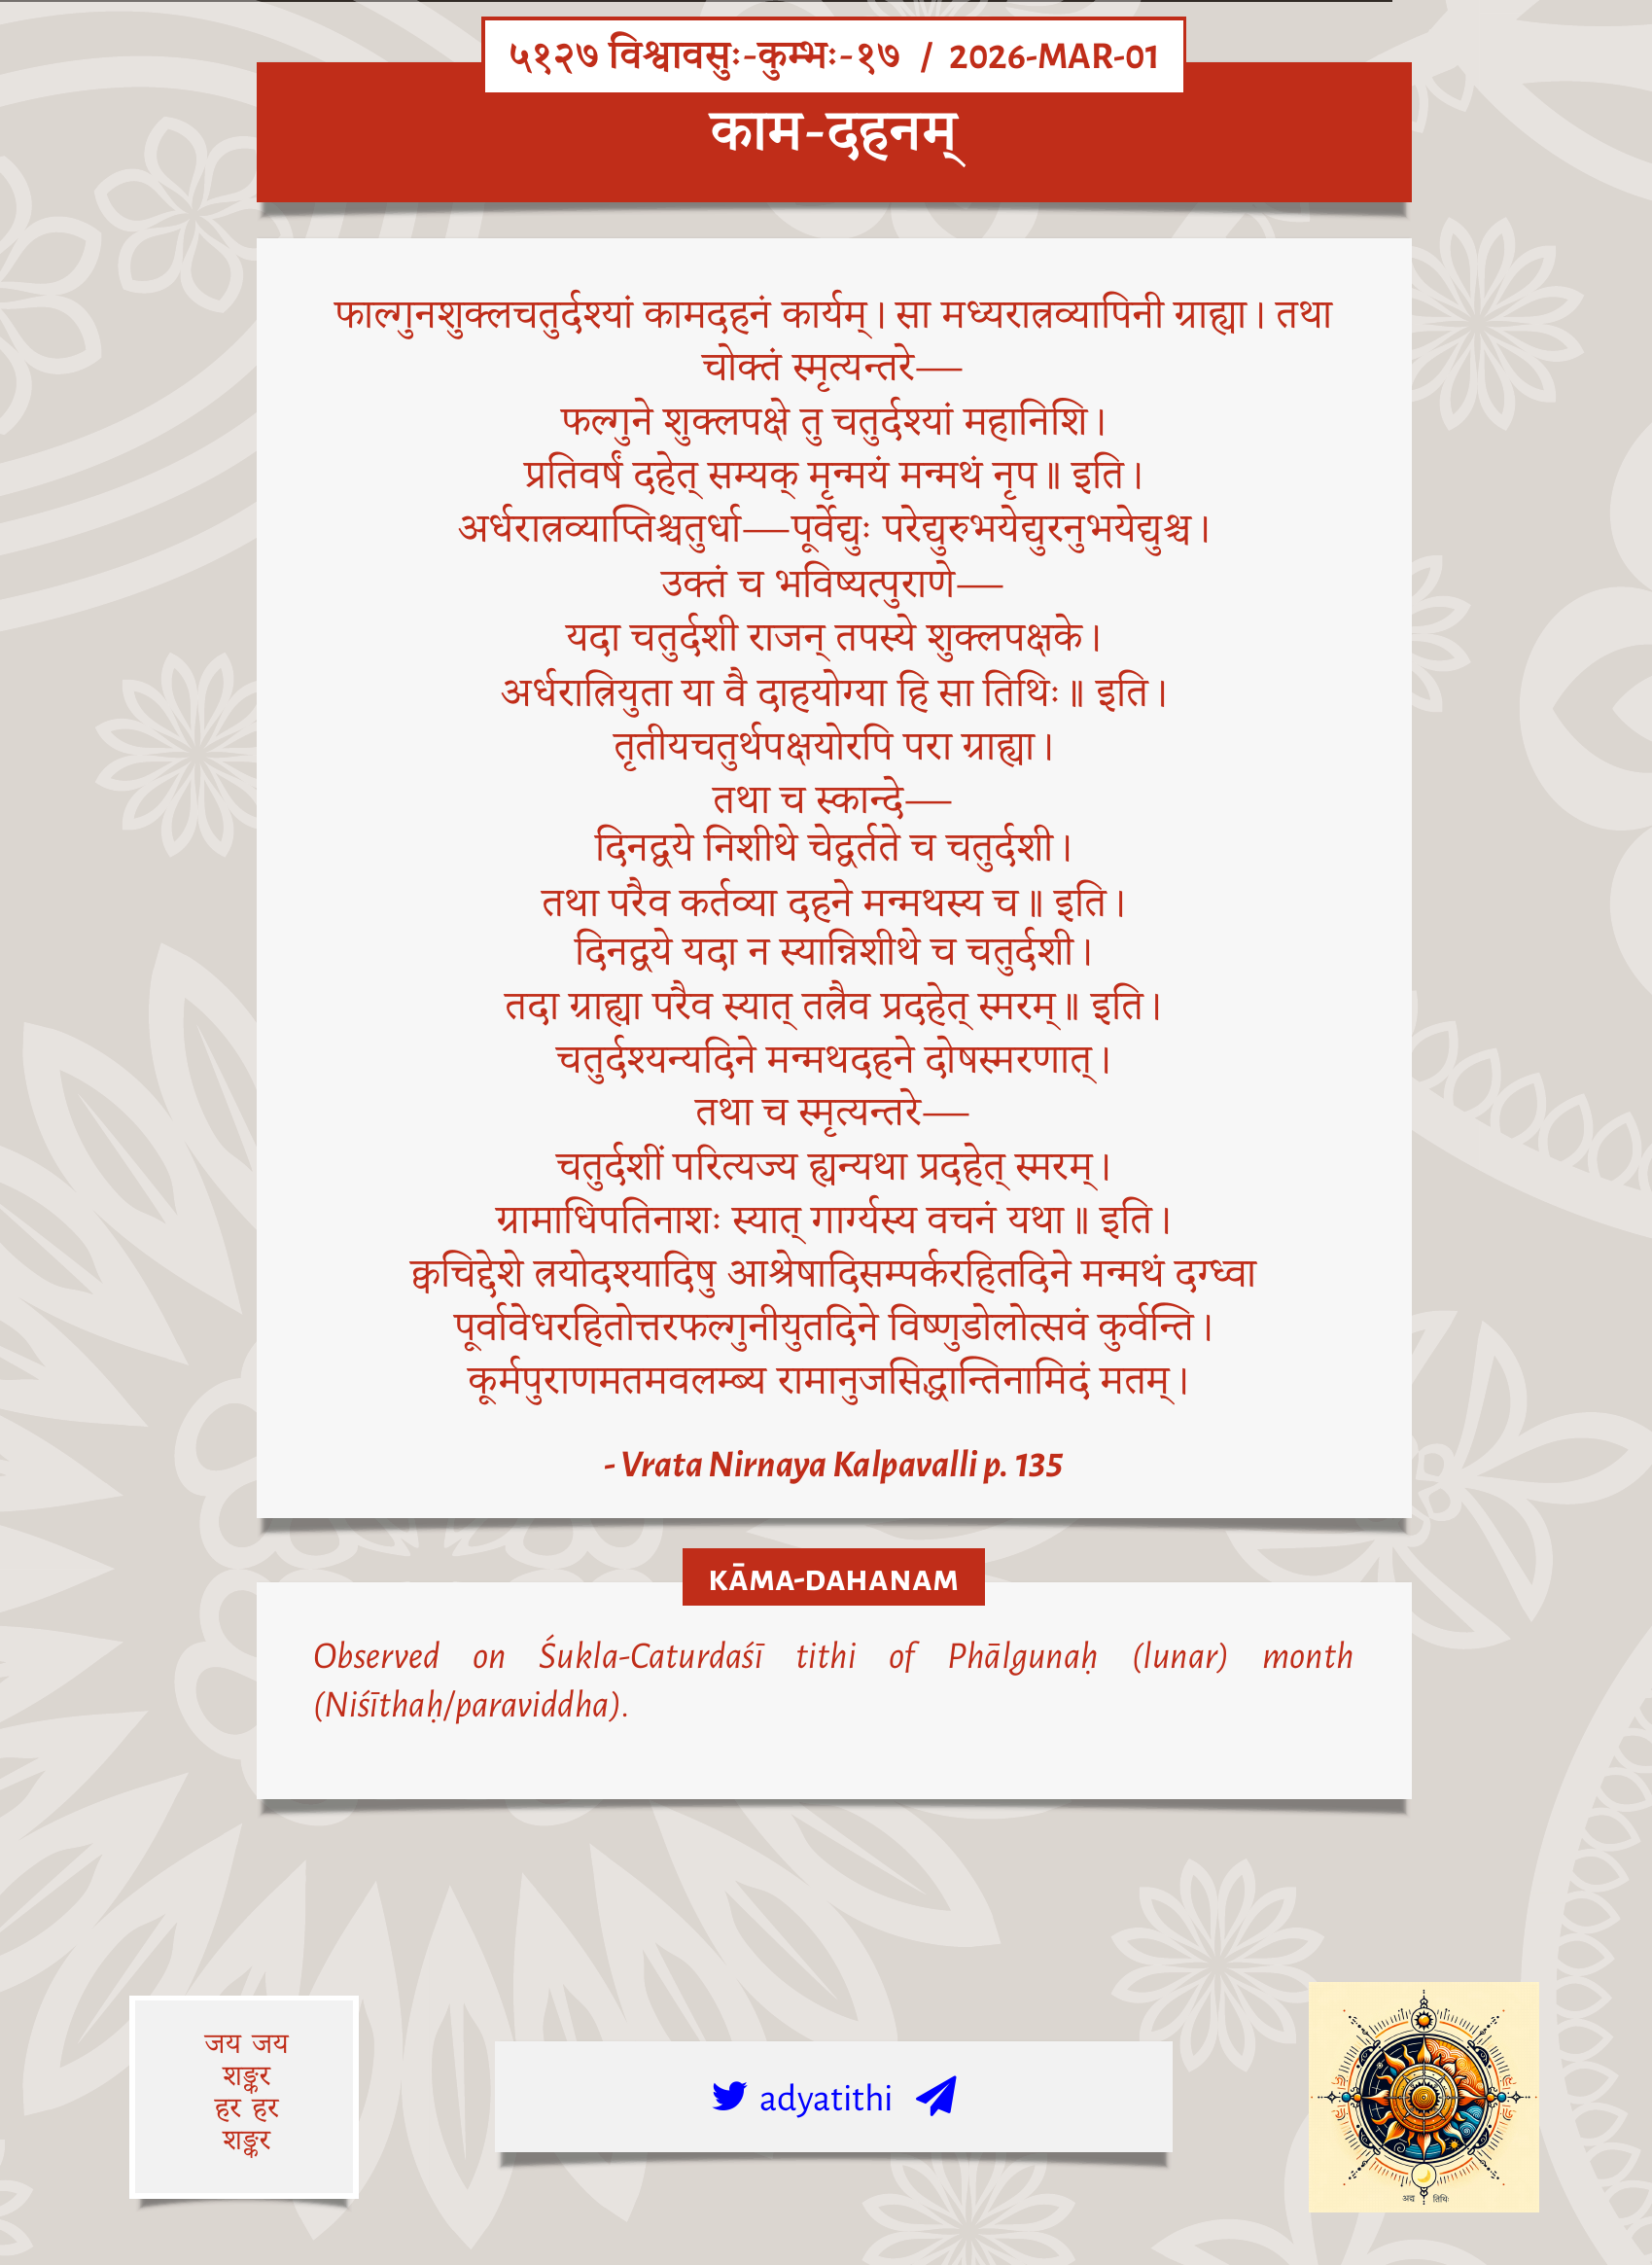 ५१२७ विश्वावसुः-कुम्भः-१७ / 2026-MAR-01
काम-दहनम्
फाल्गुनशुक्लचतुर्दश्यां कामदहनं कार्यम्। सा मध्यरात्रव्यापिनी ग्राह्या। तथा
चोक्तं स्मृत्यन्तरे—
फल्गुने शुक्लपक्षे तु चतुर्दश्यां महानिशि।
प्रतिवर्षं दहेत् सम्यक् मृन्मयं मन्मथं नृप॥ इति।
अर्धरात्रव्याप्तिश्चतुर्धा—पूर्वेद्युः परेद्युरुभयेद्युरनुभयेद्युश्च।
उक्तं च भविष्यत्पुराणे—
यदा चतुर्दशी राजन् तपस्ये शुक्लपक्षके।
अर्धरात्रियुता या वै दाहयोग्या हि सा तिथिः॥ इति।
तृतीयचतुर्थपक्षयोरपि परा ग्राह्या।
तथा च स्कान्दे—
दिनद्वये निशीथे चेद्वर्तते च चतुर्दशी।
तथा परैव कर्तव्या दहने मन्मथस्य च॥ इति।
दिनद्वये यदा न स्यान्निशीथे च चतुर्दशी।
तदा ग्राह्या परैव स्यात् तत्रैव प्रदहेत् स्मरम्॥ इति।
चतुर्दश्यन्यदिने मन्मथदहने दोषस्मरणात्।
तथा च स्मृत्यन्तरे—
चतुर्दशीं परित्यज्य ह्यन्यथा प्रदहेत् स्मरम्।
ग्रामाधिपतिनाशः स्यात् गार्ग्यस्य वचनं यथा॥ इति।
क्वचिद्देशे त्रयोदश्यादिषु आश्रेषादिसम्पर्करहितदिने मन्मथं दग्ध्वा
पूर्वावेधरहितोत्तरफल्गुनीयुतदिने विष्णुडोलोत्सवं कुर्वन्ति।
कूर्मपुराणमतमवलम्ब्य रामानुजसिद्धान्तिनामिदं मतम्।
- Vrata Nirnaya Kalpavalli p. 135
KĀMA-DAHANAM
Observed on Śukla-Caturdaśī tithi of Phālgunaḥ (lunar) month
(Niśīthaḥ/paraviddha).
जय जय
शङ्कर
हर हर
शङ्कर
adyatithi
अद्य तिथिः